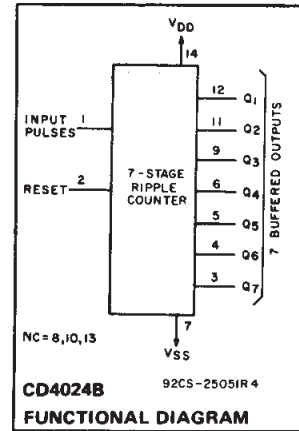 VDD
14
INPUT PULSES 1
RESET 2
7-STAGE
RIPPLE
COUNTER
12 Q1
11 Q2
9 Q3
6 Q4
5 Q5
4 Q6
3 Q7
7 BUFFERED OUTPUTS
7
VSS
NC=8,10,13
CD4024B
92CS-25051R4
FUNCTIONAL DIAGRAM